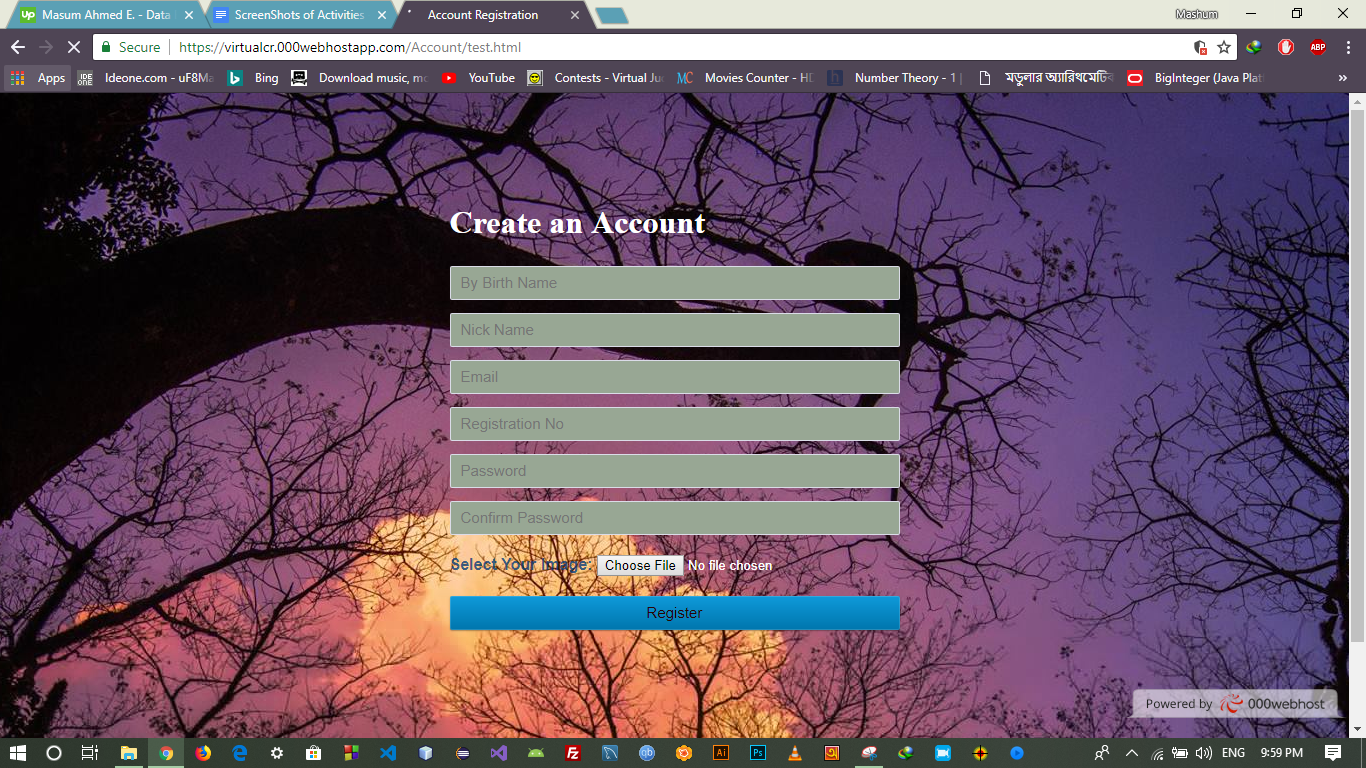 Masum Ahmed E. - Data
ScreenShots of Activities
Account Registration
Mashum
Secure
https://virtualcr.000webhostapp.com/Account/test.html
ABP
Apps
Ideone.com - uF8Ma
Bing
Download music, mo
YouTube
Contests - Virtual Ju
Movies Counter - HD
Number Theory - 1 |
মডুলার অ্যারিথমেটিক
BigInteger (Java Plat
Create an Account
By Birth Name
Nick Name
Email
Registration No
Password
Confirm Password
Select Your Image: Choose File No file chosen
Register
Powered by 000webhost
ENG
9:59 PM